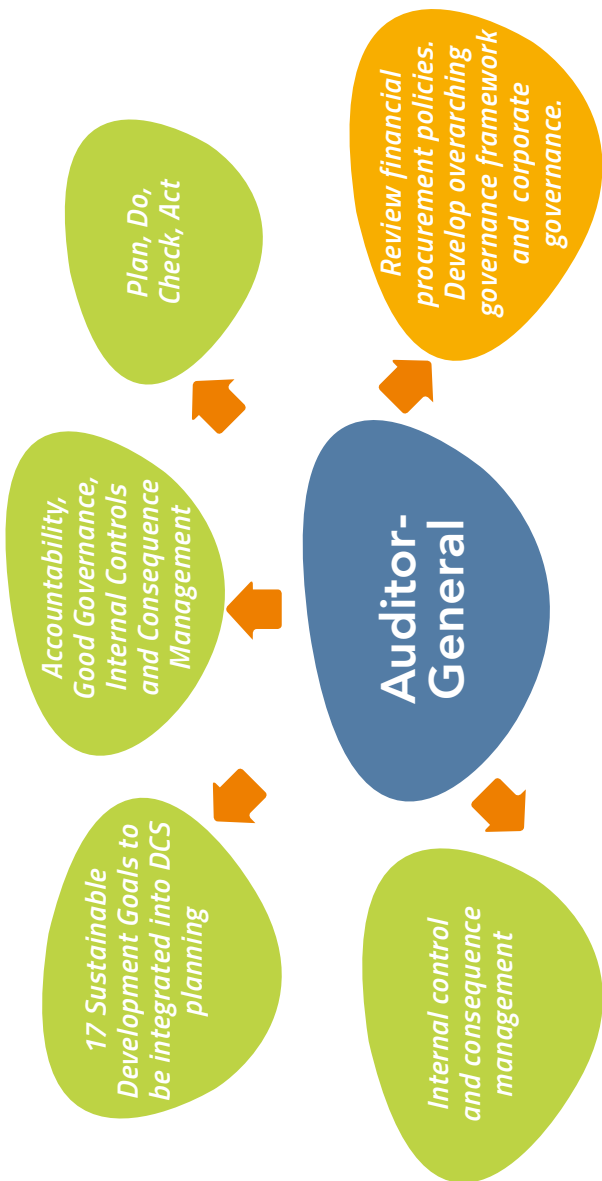 17 Sustainable
Development Goals to
be integrated into DCS
planning
Accountability,
Good Governance,
Internal Controls
and Consequence
Management
Plan, Do,
Check, Act
Auditor-
General
Internal control
and consequence
management
Review financial
procurement policies.
Develop overarching
governance framework
and corporate
governance.